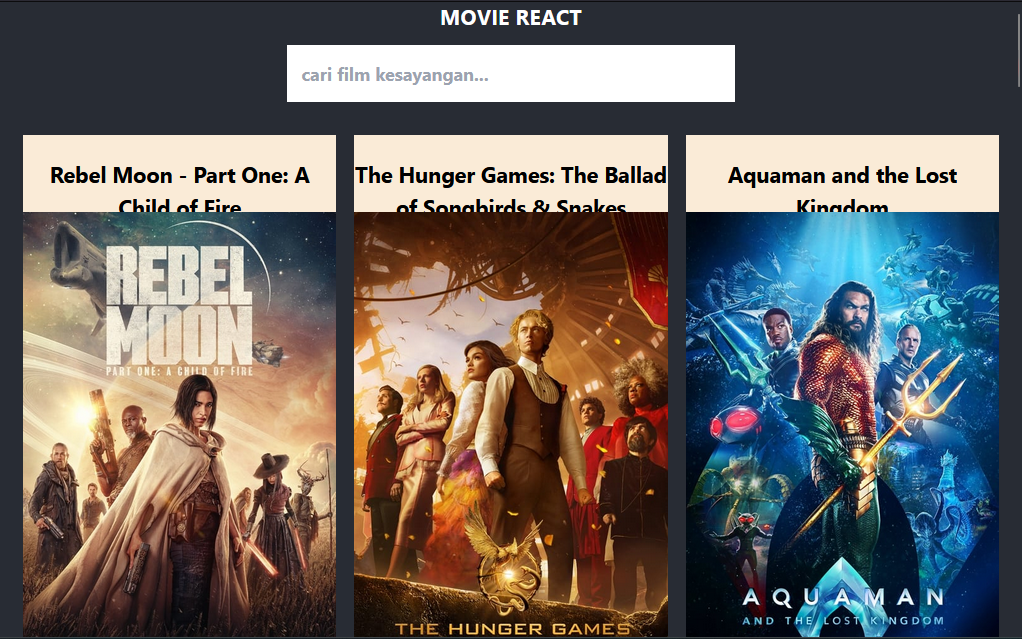 MOVIE REACT
cari film kesayangan...
Rebel Moon - Part One: A
Child of Fire
The Hunger Games: The Ballad
of Songbirds & Snakes
Aquaman and the Lost
Kingdom
REBEL
MOON
PART ONE: A CHILD OF FIRE
THE HUNGER GAMES
AQUAMAN
AND THE LOST KINGDOM